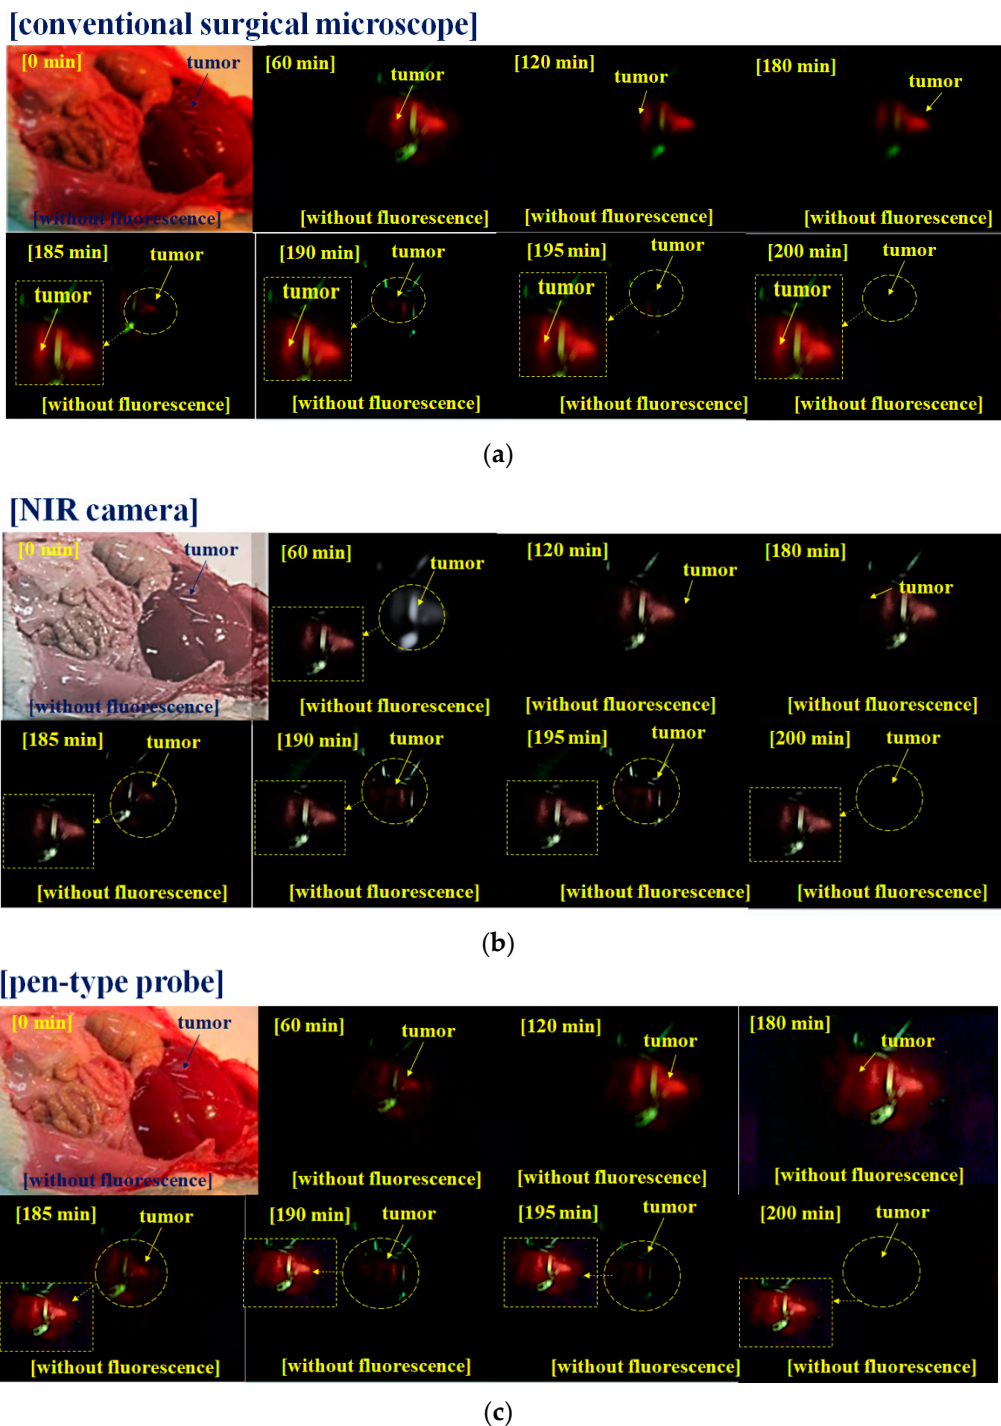 [conventional surgical microscope]
[0 min] tumor
[60 min] tumor
[120 min] tumor
[180 min] tumor
[without fluorescence]
[without fluorescence]
[without fluorescence]
[without fluorescence]
[185 min] tumor
[190 min] tumor
[195 min] tumor
[200 min] tumor
tumor
tumor
tumor
tumor
[without fluorescence]
[without fluorescence]
[without fluorescence]
[without fluorescence]
(a)
[NIR camera]
[0 min] tumor
[60 min] tumor
[120 min] tumor
[180 min] tumor
[without fluorescence]
[without fluorescence]
[without fluorescence]
[without fluorescence]
[185 min] tumor
[190 min] tumor
[195 min] tumor
[200 min] tumor
[without fluorescence]
[without fluorescence]
[without fluorescence]
[without fluorescence]
(b)
[pen-type probe]
[0 min] tumor
[60 min] tumor
[120 min] tumor
[180 min] tumor
[without fluorescence]
[without fluorescence]
[without fluorescence]
[without fluorescence]
[185 min] tumor
[190 min] tumor
[195 min] tumor
[200 min] tumor
[without fluorescence]
[without fluorescence]
[without fluorescence]
[without fluorescence]
(c)